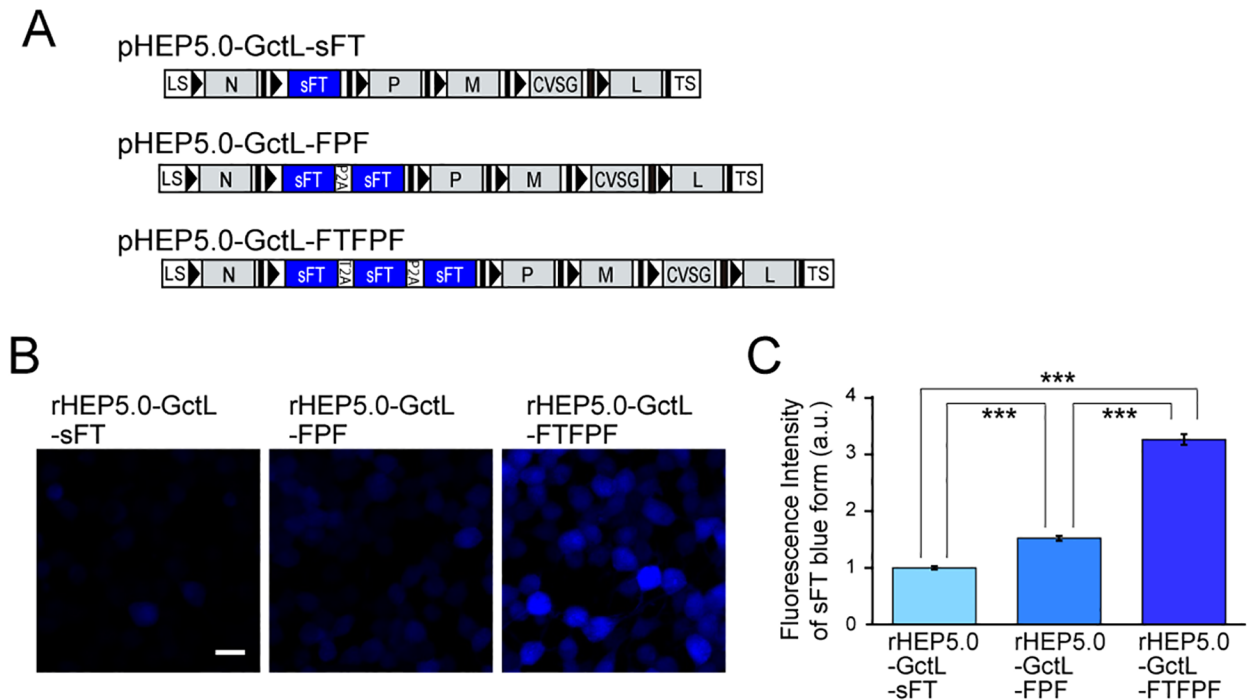 A
pHEP5.0-GctL-sFT
LS N sFT P M CVSG L TS
pHEP5.0-GctL-FPF
LS N sFT P2A sFT P M CVSG L TS
pHEP5.0-GctL-FTFPF
LS N sFT T2A sFT P2A sFT P M CVSG L TS
B
rHEP5.0-GctL
-sFT
rHEP5.0-GctL
-FPF
rHEP5.0-GctL
-FTFPF
C
Fluorescence Intensity
of sFT blue form (a.u.)
4
3
2
1
0
***
***
***
rHEP5.0
-GctL
-sFT
rHEP5.0
-GctL
-FPF
rHEP5.0
-GctL
-FTFPF